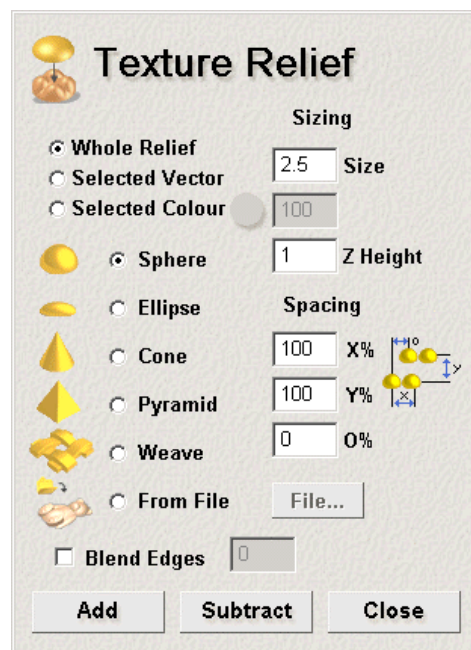 Texture Relief
Sizing
Whole Relief
Selected Vector
Selected Colour
2.5 Size
100
1 Z Height
Sphere
Ellipse
Cone
Pyramid
Weave
From File
Spacing
100 X%
100 Y%
0 O%
o
y
x
File...
Blend Edges 0
Add Subtract Close